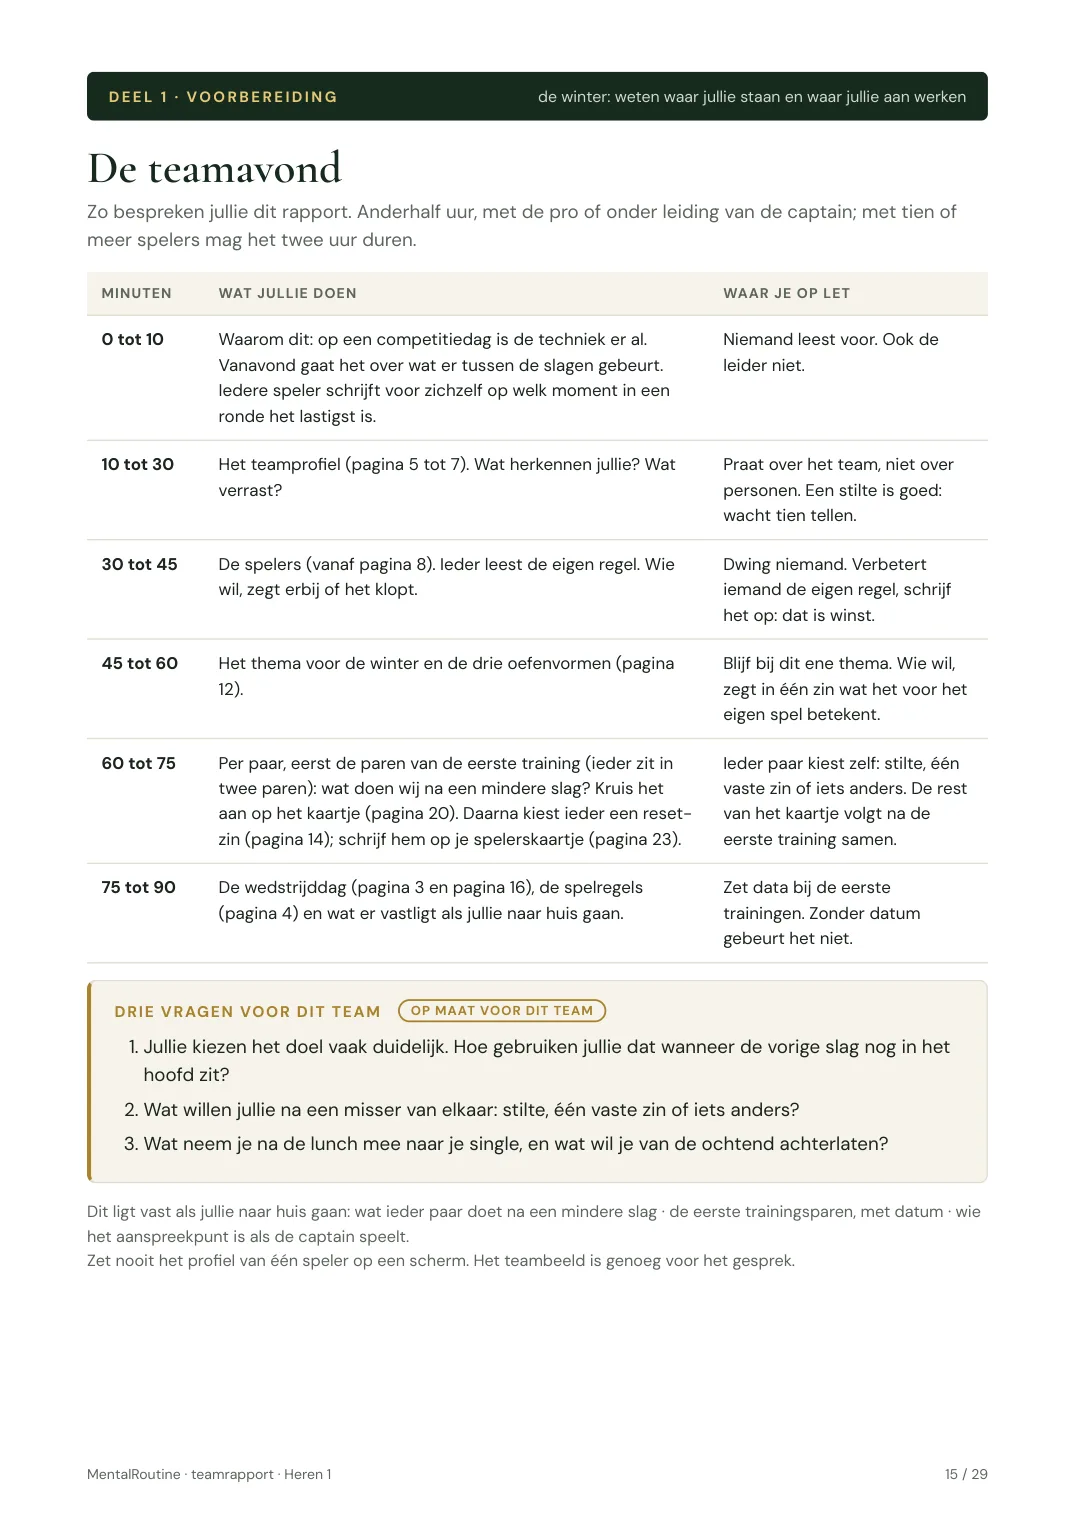 DEEL 1 · VOORBEREIDING
de winter: weten waar jullie staan en waar jullie aan werken
De teamavond
Zo bespreken jullie dit rapport. Anderhalf uur, met de pro of onder leiding van de captain; met tien of
meer spelers mag het twee uur duren.
MINUTEN
WAT JULLIE DOEN
WAAR JE OP LET
0 tot 10
Waarom dit: op een competitiedag is de techniek er al.
Vanavond gaat het over wat er tussen de slagen gebeurt.
Iedere speler schrijft voor zichzelf op welk moment in een
ronde het lastigst is.
Niemand leest voor. Ook de
leider niet.
10 tot 30
Het teamprofiel (pagina 5 tot 7). Wat herkennen jullie? Wat
verrast?
Praat over het team, niet over
personen. Een stilte is goed:
wacht tien tellen.
30 tot 45
De spelers (vanaf pagina 8). Ieder leest de eigen regel. Wie
wil, zegt erbij of het klopt.
Dwing niemand. Verbetert
iemand de eigen regel, schrijf
het op: dat is winst.
45 tot 60
Het thema voor de winter en de drie oefenvormen (pagina
12).
Blijf bij dit ene thema. Wie wil,
zegt in één zin wat het voor het
eigen spel betekent.
60 tot 75
Per paar, eerst de paren van de eerste training (ieder zit in
twee paren): wat doen wij na een mindere slag? Kruis het
aan op het kaartje (pagina 20). Daarna kiest ieder een reset-
zin (pagina 14); schrijf hem op je spelerskaartje (pagina 23).
Ieder paar kiest zelf: stilte, één
vaste zin of iets anders. De rest
van het kaartje volgt na de
eerste training samen.
75 tot 90
De wedstrijddag (pagina 3 en pagina 16), de spelregels
(pagina 4) en wat er vastligt als jullie naar huis gaan.
Zet data bij de eerste
trainingen. Zonder datum
gebeurt het niet.
DRIE VRAGEN VOOR DIT TEAM
OP MAAT VOOR DIT TEAM
1. Jullie kiezen het doel vaak duidelijk. Hoe gebruiken jullie dat wanneer de vorige slag nog in het
hoofd zit?
2. Wat willen jullie na een misser van elkaar: stilte, één vaste zin of iets anders?
3. Wat neem je na de lunch mee naar je single, en wat wil je van de ochtend achterlaten?
Dit ligt vast als jullie naar huis gaan: wat ieder paar doet na een mindere slag · de eerste trainingsparen, met datum · wie
het aanspreekpunt is als de captain speelt.
Zet nooit het profiel van één speler op een scherm. Het teambeeld is genoeg voor het gesprek.
MentalRoutine · teamrapport · Heren 1
15 / 29